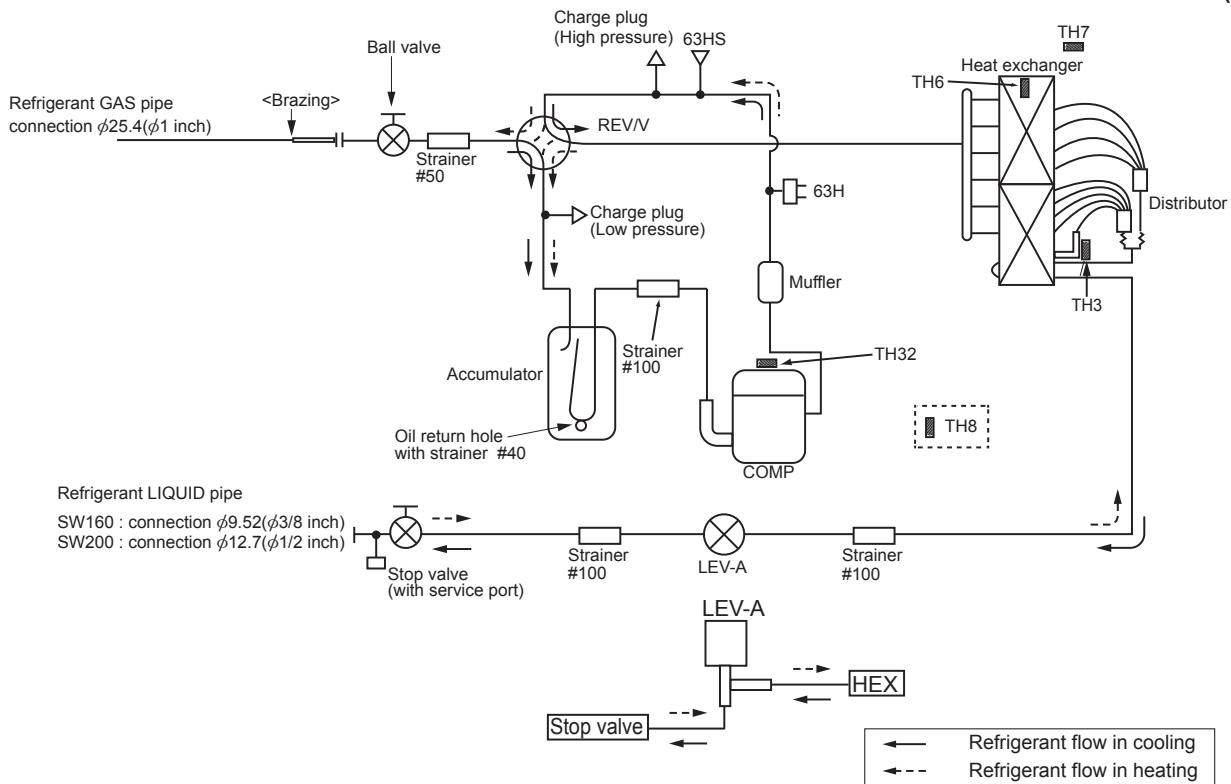 Charge plug
(High pressure)
63HS
TH7
Ball valve
Heat exchanger
TH6
Refrigerant GAS pipe
connection ϕ25.4(ϕ1 inch)
<Brazing>
REV/V
Strainer
#50
63H
Distributor
Charge plug
(Low pressure)
Muffler
TH3
Strainer
#100
TH32
Accumulator
TH8
Oil return hole
with strainer #40
COMP
Refrigerant LIQUID pipe
SW160 : connection ϕ9.52(ϕ3/8 inch)
SW200 : connection ϕ12.7(ϕ1/2 inch)
Strainer
#100
LEV-A
Strainer
#100
Stop valve
(with service port)
LEV-A
HEX
Stop valve
Refrigerant flow in cooling
Refrigerant flow in heating